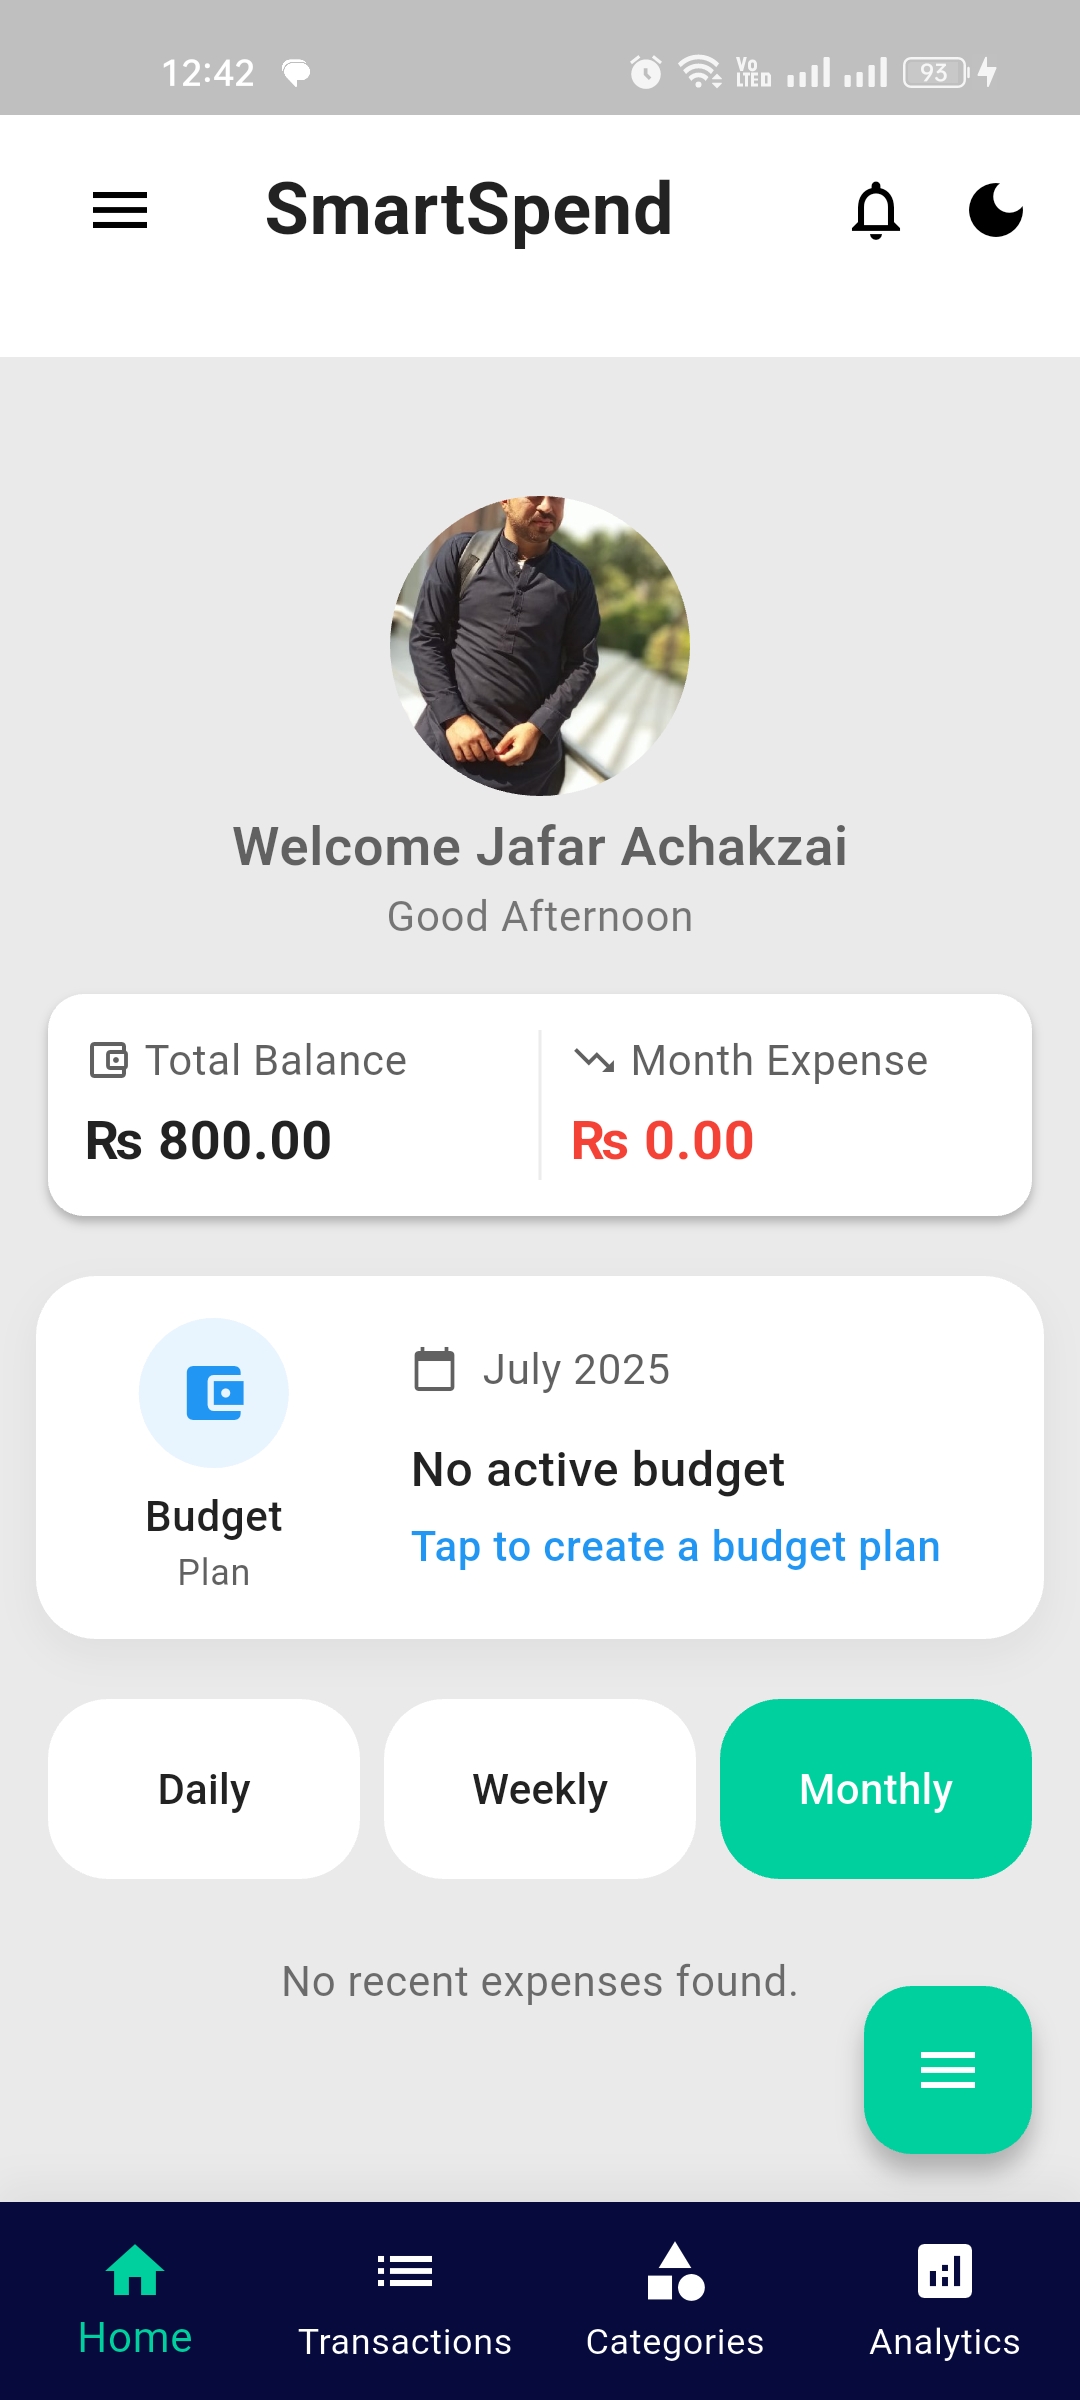 12:42
Vo
LTED
93
SmartSpend
Welcome Jafar Achakzai
Good Afternoon
Total Balance
Month Expense
₨ 800.00
₨ 0.00
July 2025
No active budget
Tap to create a budget plan
Budget
Plan
Daily
Weekly
Monthly
No recent expenses found.
Home
Transactions
Categories
Analytics